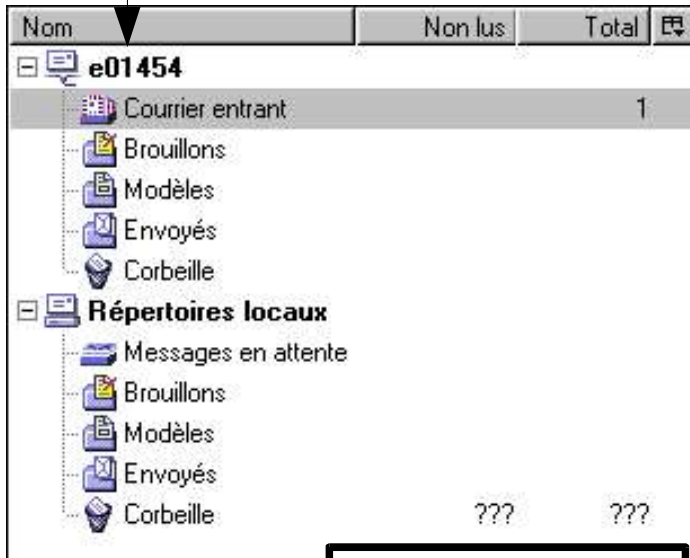 Nom Non lus Total
e01454
Courrier entrant 1
Brouillons
Modèles
Envoyés
Corbeille
Répertoires locaux
Messages en attente
Brouillons
Modèles
Envoyés
Corbeille ??? ???